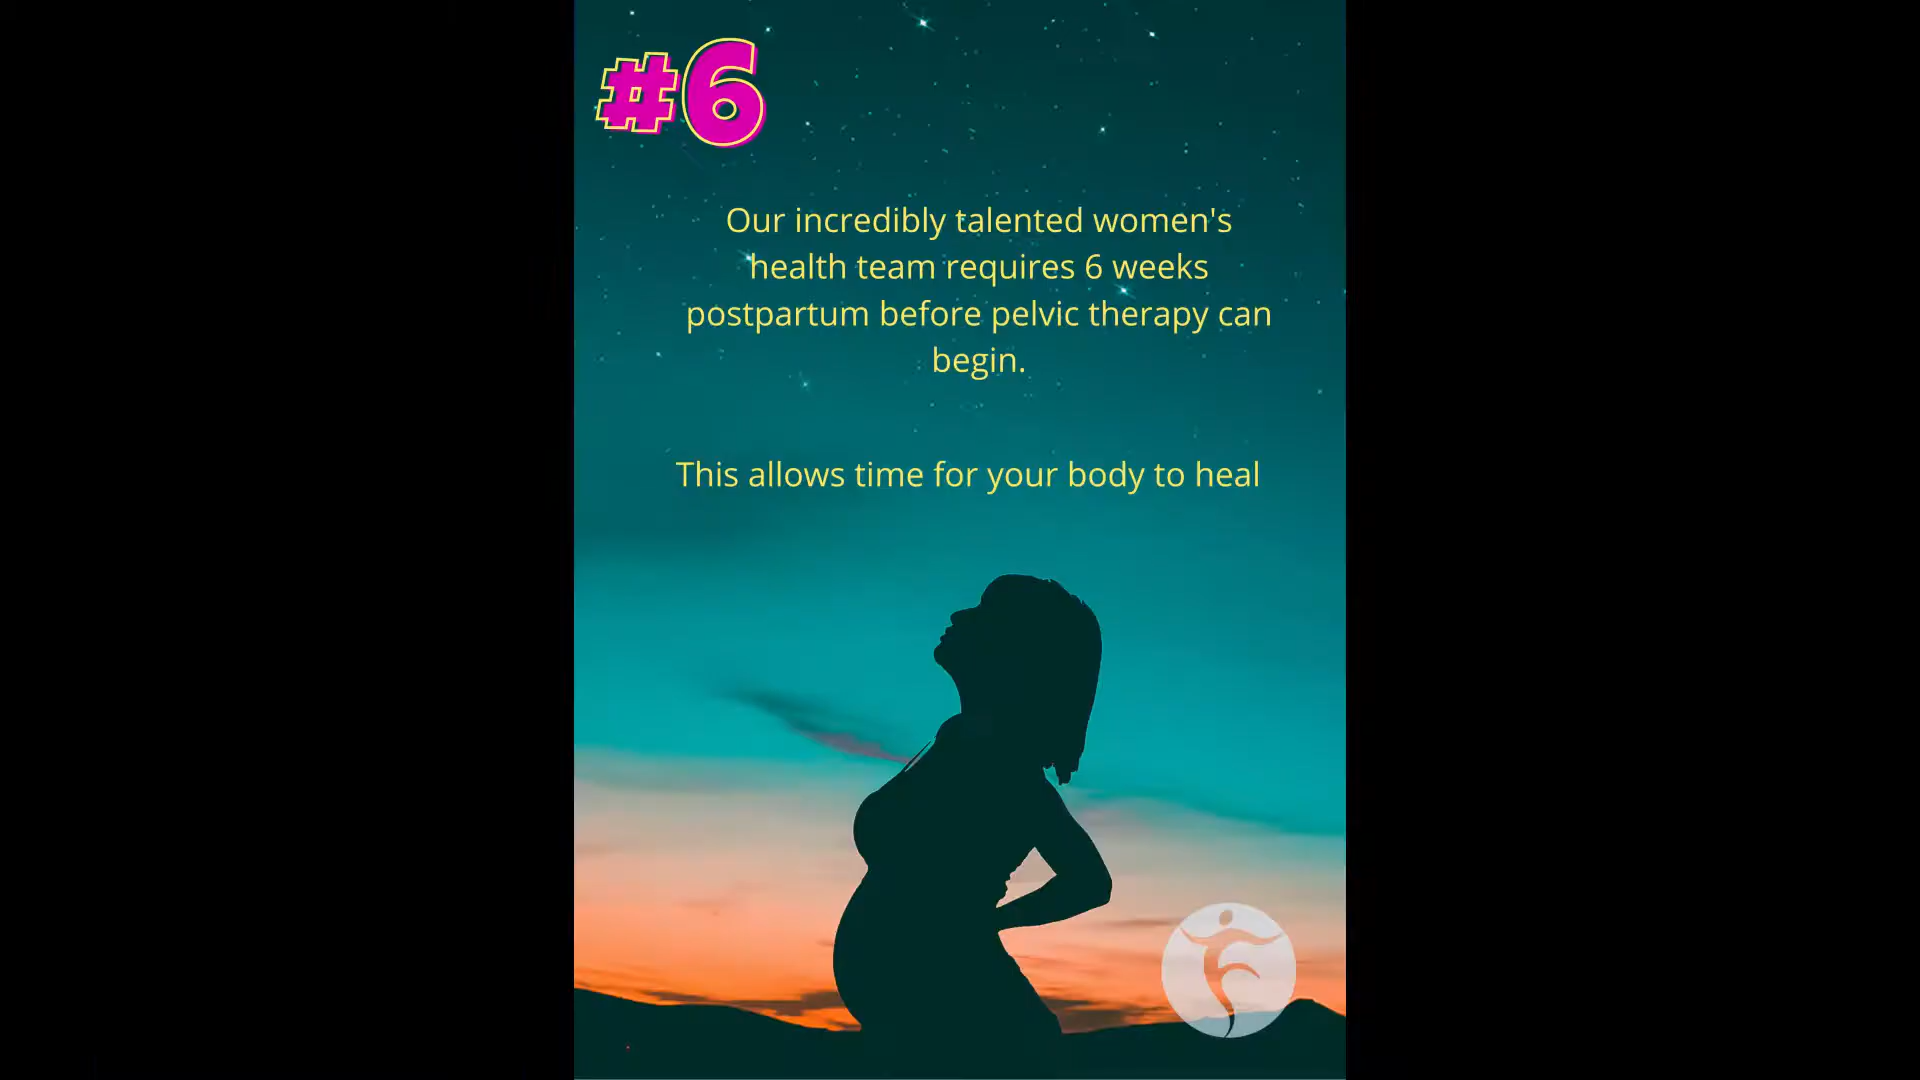 #6
Our incredibly talented women's
health team requires 6 weeks
postpartum before pelvic therapy can
begin.
This allows time for your body to heal